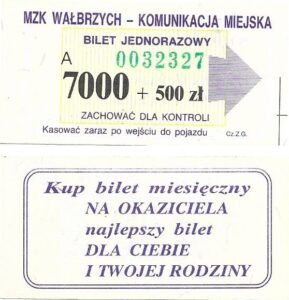 MZK WAŁBRZYCH – KOMUNIKACJA MIEJSKA
BILET JEDNORAZOWY
A 0032327
7000 + 500 zł
ZACHOWAĆ DLA KONTROLI
Kasować zaraz po wejściu do pojazdu Cz.Z.G.
Kup bilet miesięczny
NA OKAZICIELA
najlepszy bilet
DLA CIEBIE
I TWOJEJ RODZINY